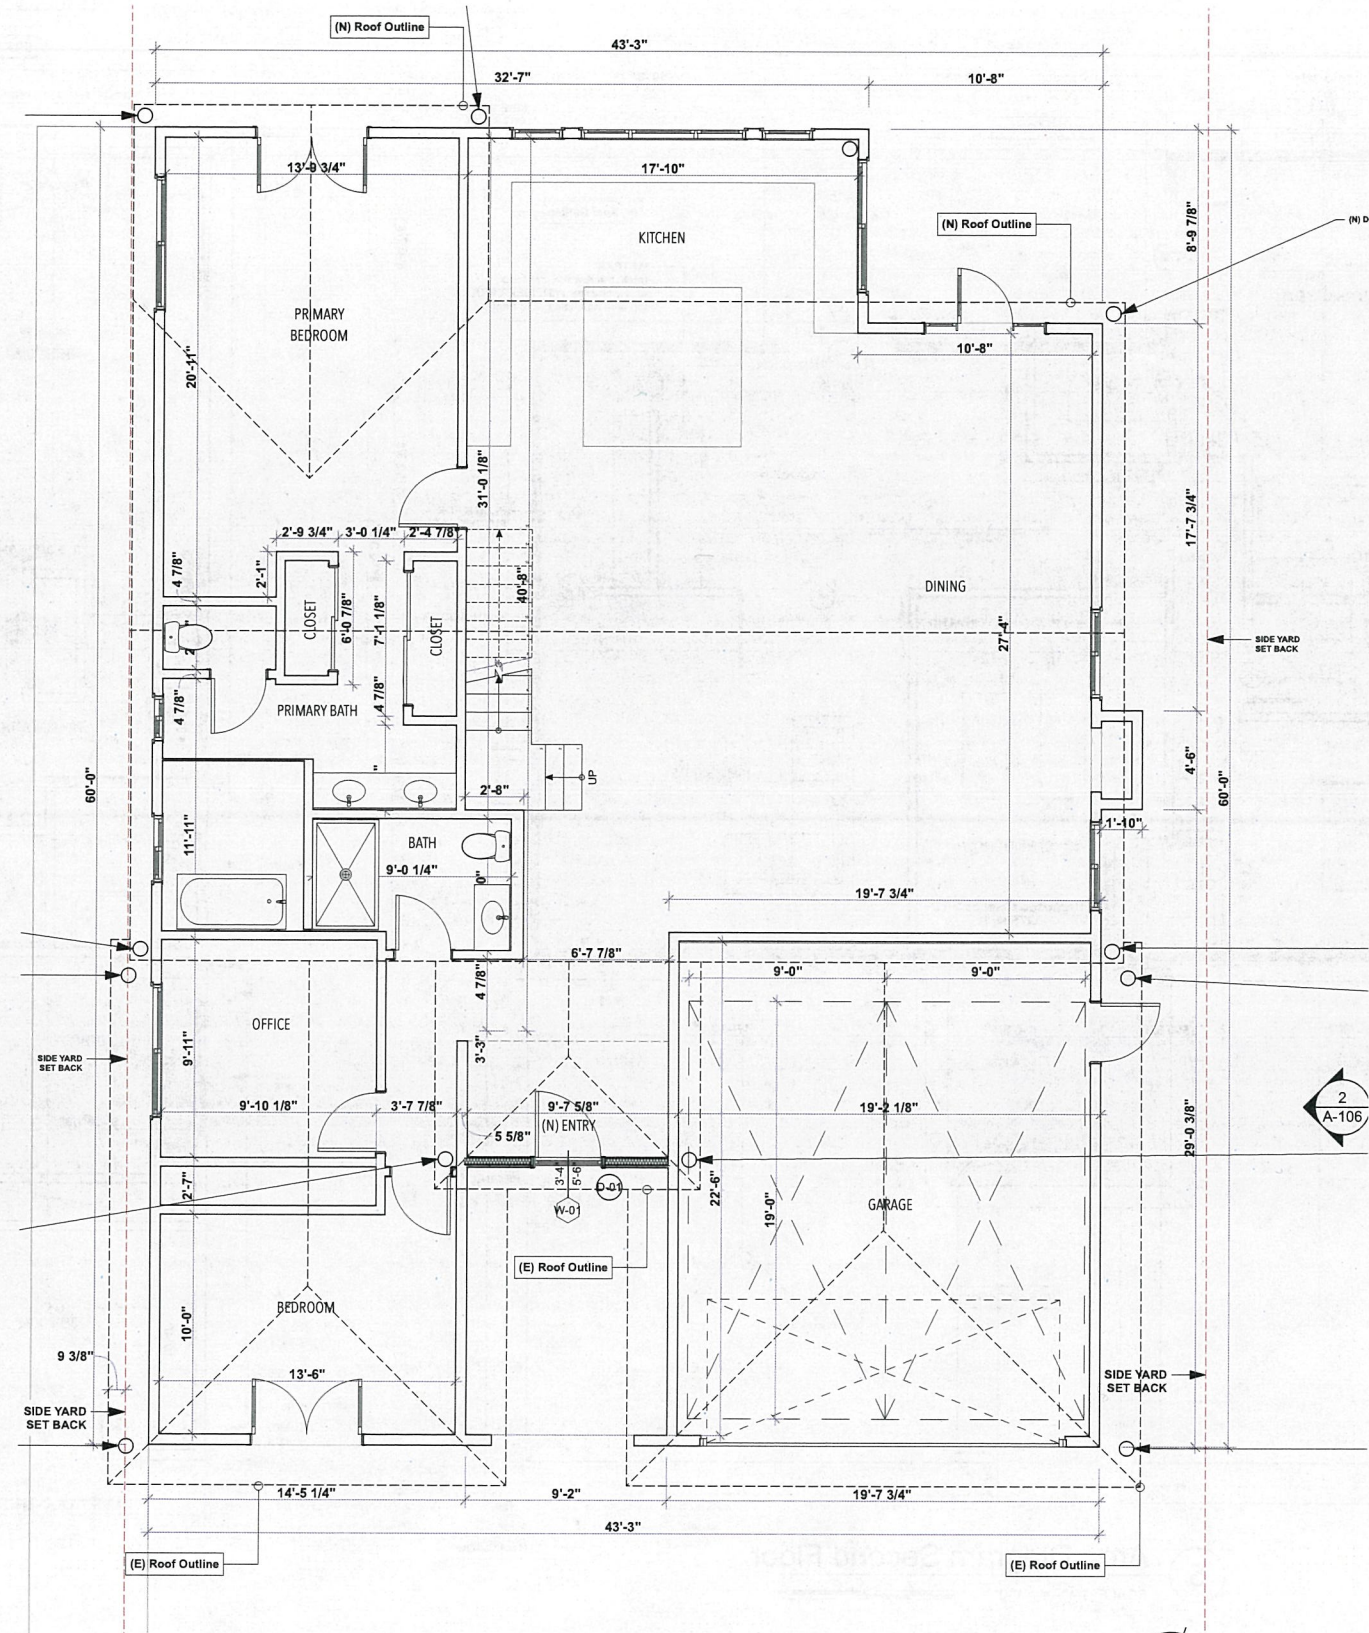 (N) Roof Outline
43'-3"
32'-7"
10'-8"
13'-9 3/4"
17'-10"
KITCHEN
(N) Roof Outline
8'-9 7/8"
(N) D
PRIMARY
BEDROOM
20'-11"
10'-8"
31'-0 1/8"
17'-7 3/4"
2'-9 3/4"
3'-0 1/4"
2'-4 7/8"
4 7/8"
2'-1"
40'-8"
CLOSET
6'-0 7/8"
7'-1 1/8"
CLOSET
DINING
27'-4"
SIDE YARD
SET BACK
4 7/8"
4 7/8"
PRIMARY BATH
60'-0"
2'-8"
UP
4'-6"
60'-0"
1'-10"
11'-11"
BATH
9'-0 1/4"
19'-7 3/4"
6'-7 7/8"
4 7/8"
9'-0"
9'-0"
OFFICE
9'-11"
3'-3"
SIDE YARD
SET BACK
9'-10 1/8"
3'-7 7/8"
9'-7 5/8"
19'-2 1/8"
(N) ENTRY
5 5/8"
2
A-106
29'-0 3/8"
2'-7"
3'-4"
5'-6"
D-01
W-01
22'-6"
19'-0"
GARAGE
(E) Roof Outline
BEDROOM
10'-0"
9 3/8"
13'-6"
SIDE YARD
SET BACK
SIDE YARD
SET BACK
14'-5 1/4"
9'-2"
19'-7 3/4"
43'-3"
(E) Roof Outline
(E) Roof Outline